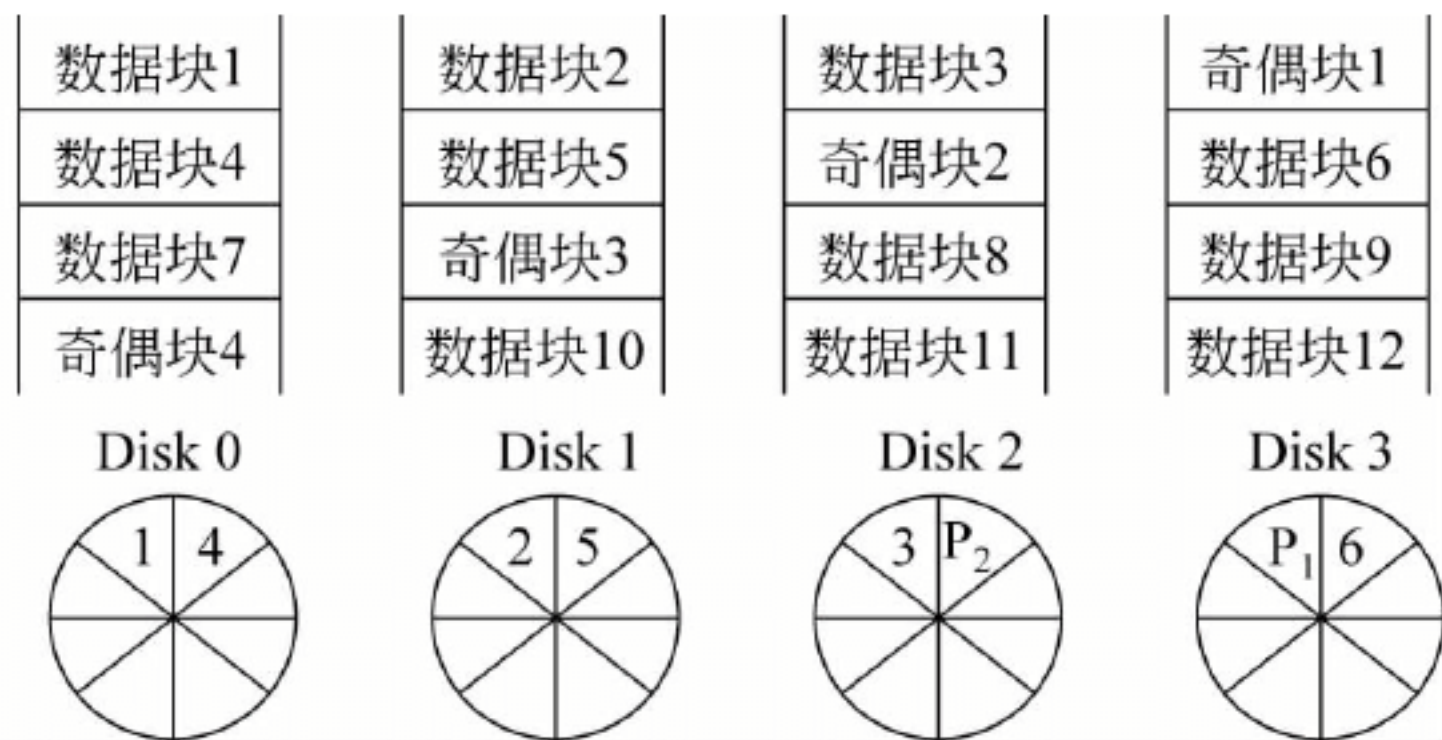 数据块1 数据块2 数据块3 奇偶块1
数据块4 数据块5 奇偶块2 数据块6
数据块7 奇偶块3 数据块8 数据块9
奇偶块4 数据块10 数据块11 数据块12
Disk 0 Disk 1 Disk 2 Disk 3
1 4 2 5 3 P₂ P₁ 6